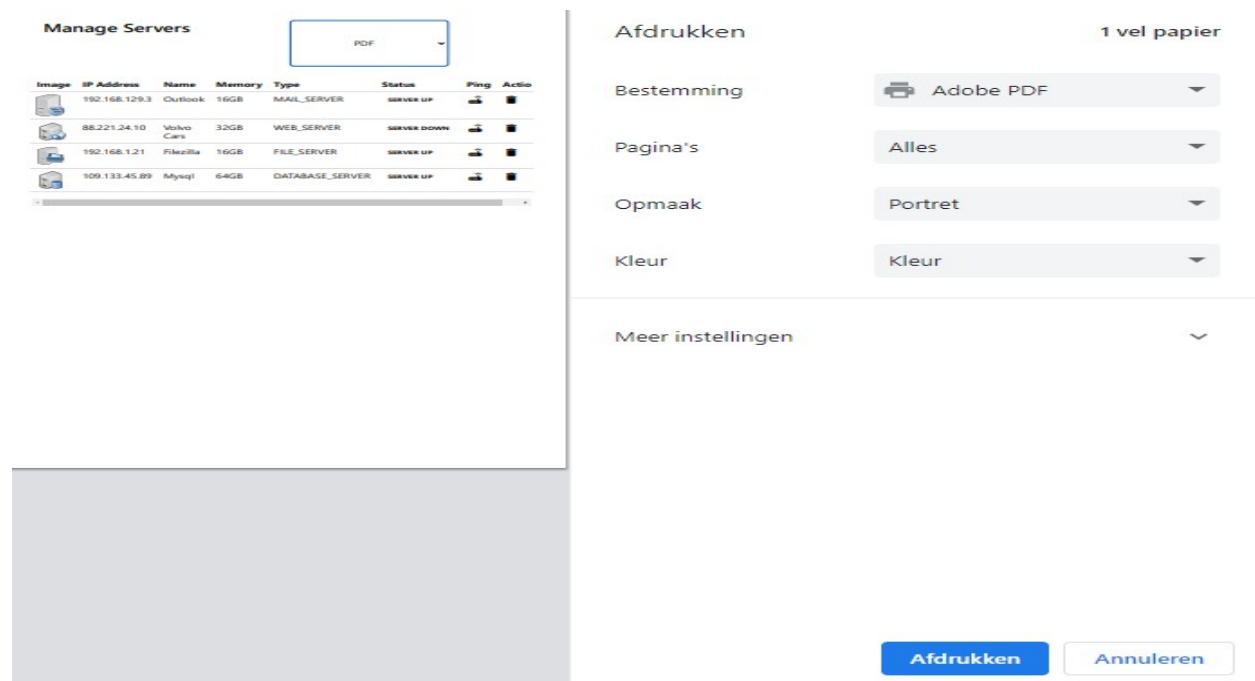 Manage Servers
PDF
Image IP Address Name Memory Type Status Ping Actio
192.168.129.3 Outlook 16GB MAIL_SERVER SERVER UP
88.221.24.10 Volvo Cars 32GB WEB_SERVER SERVER DOWN
192.168.1.21 Filezilla 16GB FILE_SERVER SERVER UP
109.133.45.89 Mysql 64GB DATABASE_SERVER SERVER UP
Afdrukken 1 vel papier
Bestemming Adobe PDF
Pagina's Alles
Opmaak Portret
Kleur Kleur
Meer instellingen
Afdrukken Annuleren